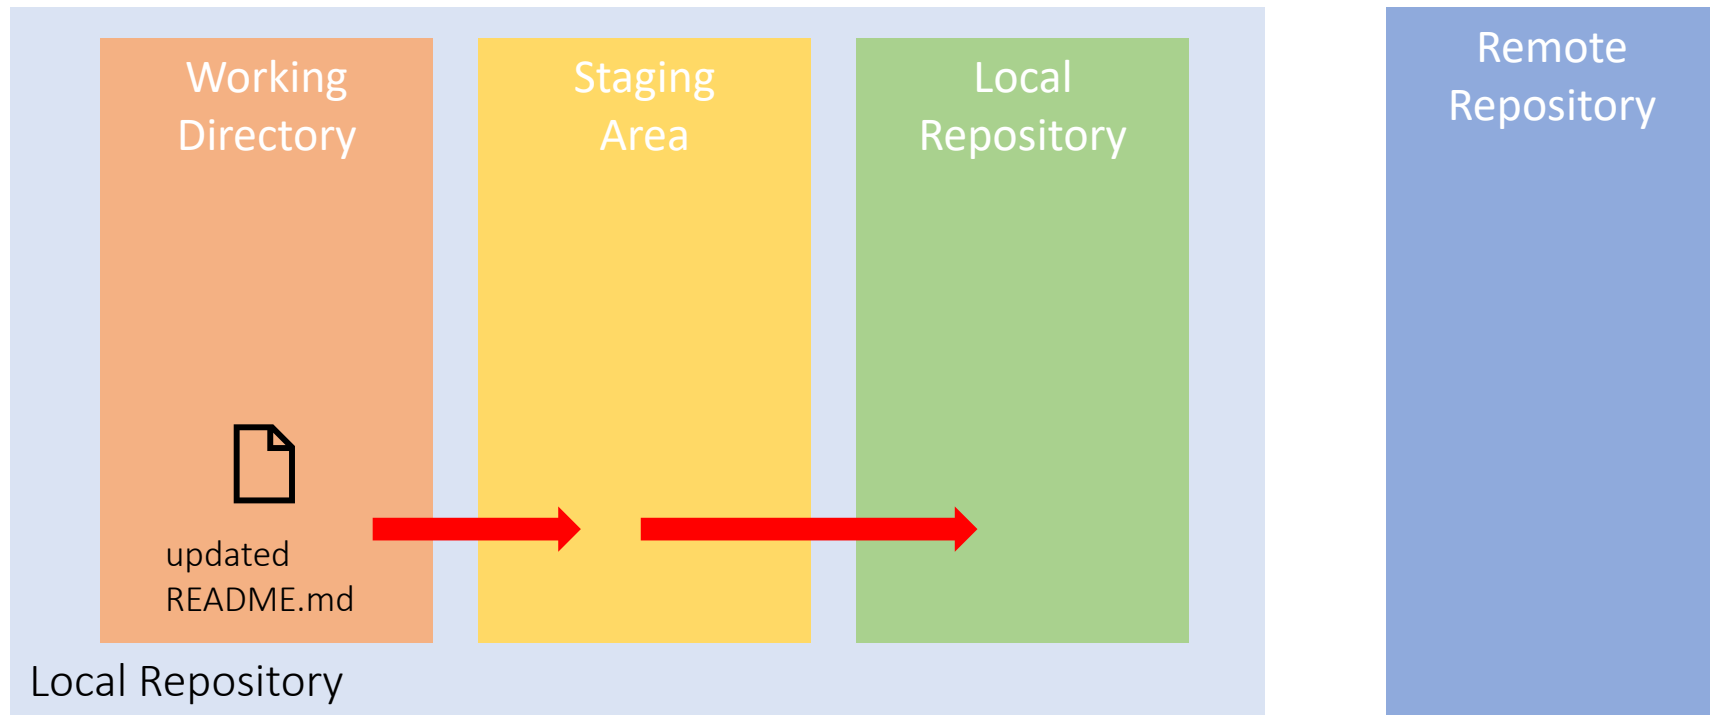 Working
Directory
Staging
Area
Local
Repository
Remote
Repository
updated
README.md
Local Repository